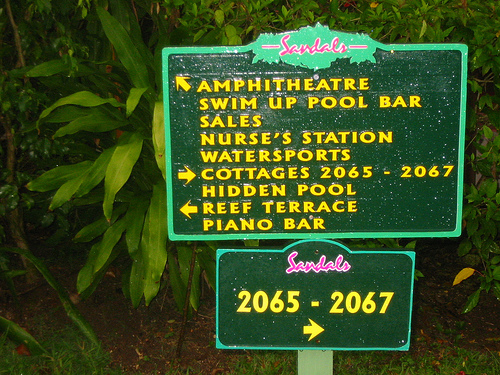 Sandals
AMPHITHEATRE
SWIM UP POOL BAR
SALES
NURSE'S STATION
WATERSPORTS
COTTAGES 2065 - 2067
HIDDEN POOL
REEF TERRACE
PIANO BAR
Sandals
2065 - 2067